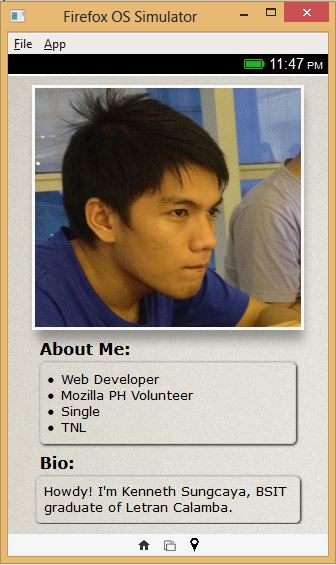 Firefox OS Simulator
File App
11:47 PM
About Me:
Web Developer
Mozilla PH Volunteer
Single
TNL
Bio:
Howdy! I'm Kenneth Sungcaya, BSIT
graduate of Letran Calamba.